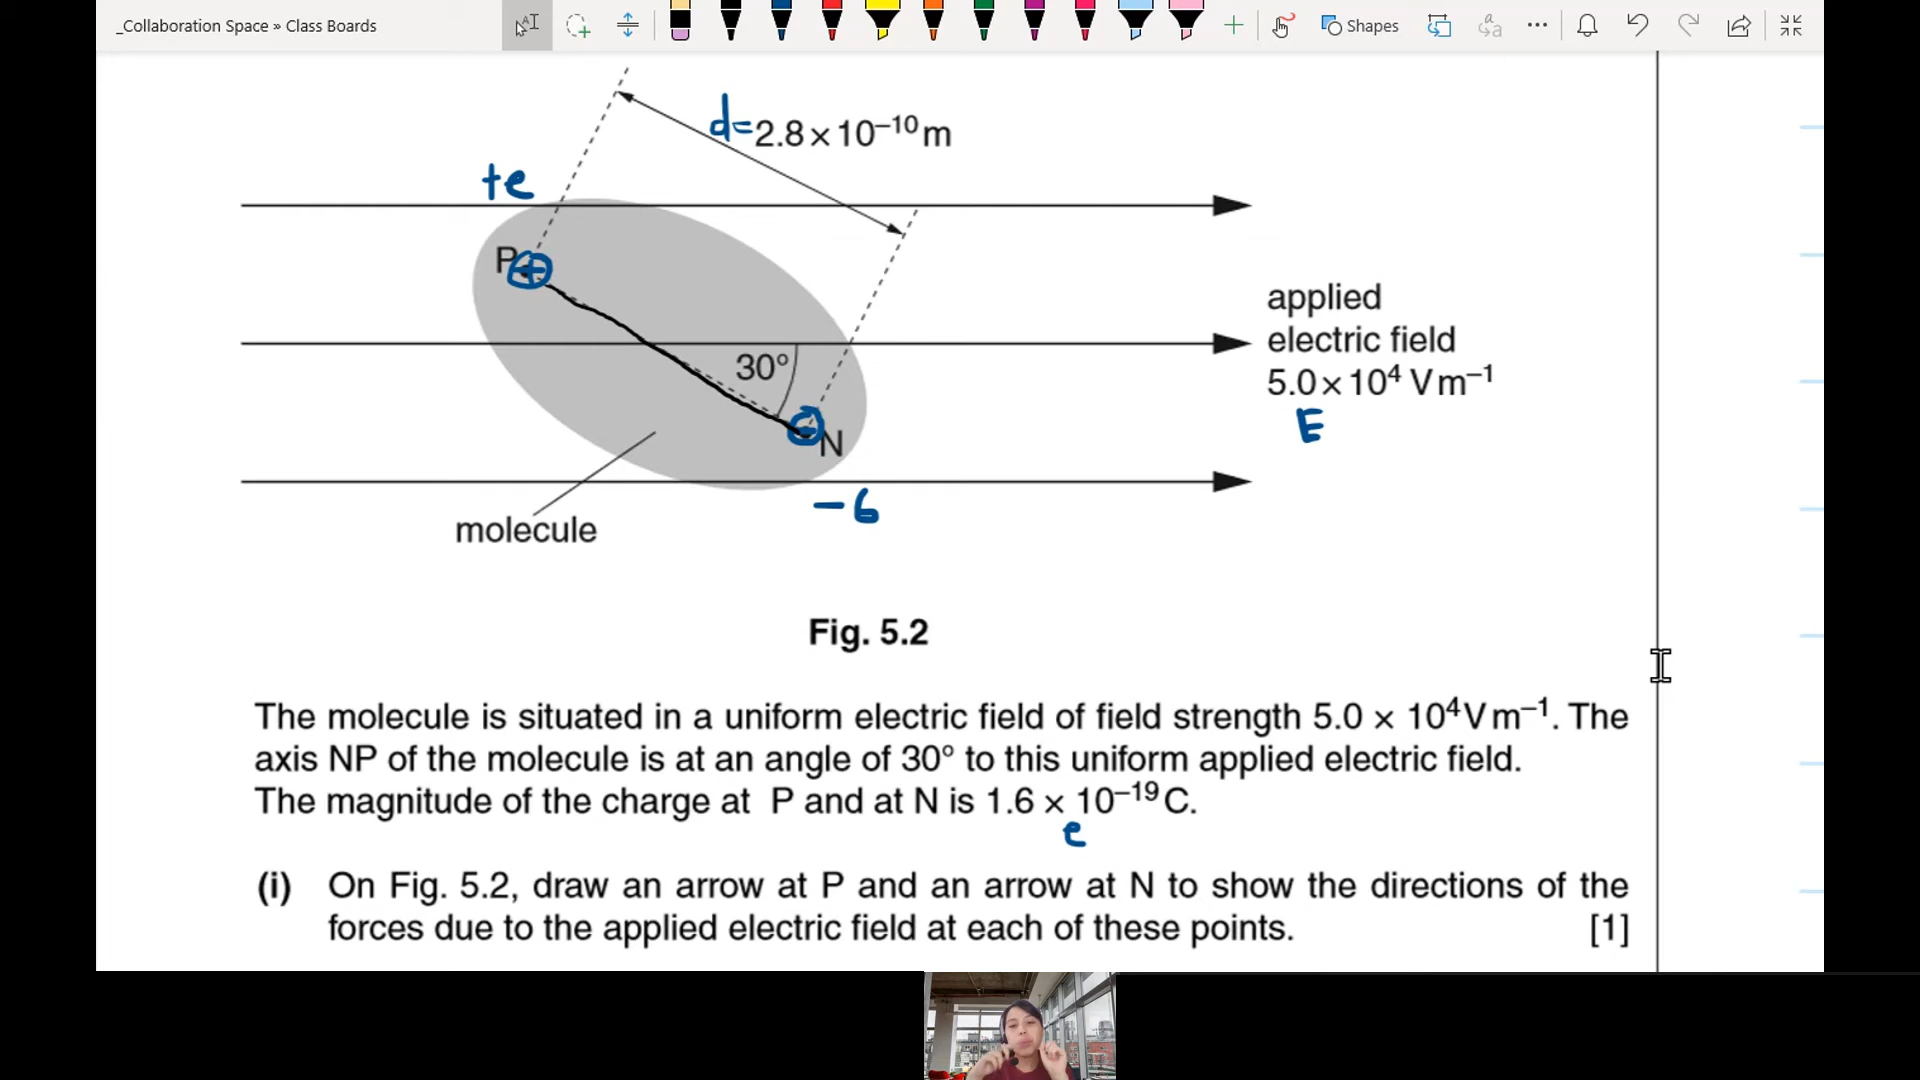 _Collaboration Space » Class Boards
Shapes
d=2.8×10⁻¹⁰m
+e
P
30°
N
-6
molecule
applied
electric field
5.0×10⁴ Vm⁻¹
E
Fig. 5.2
The molecule is situated in a uniform electric field of field strength 5.0 × 10⁴Vm⁻¹. The
axis NP of the molecule is at an angle of 30° to this uniform applied electric field.
The magnitude of the charge at P and at N is 1.6 × 10⁻¹⁹C.
e
(i) On Fig. 5.2, draw an arrow at P and an arrow at N to show the directions of the
forces due to the applied electric field at each of these points. [1]